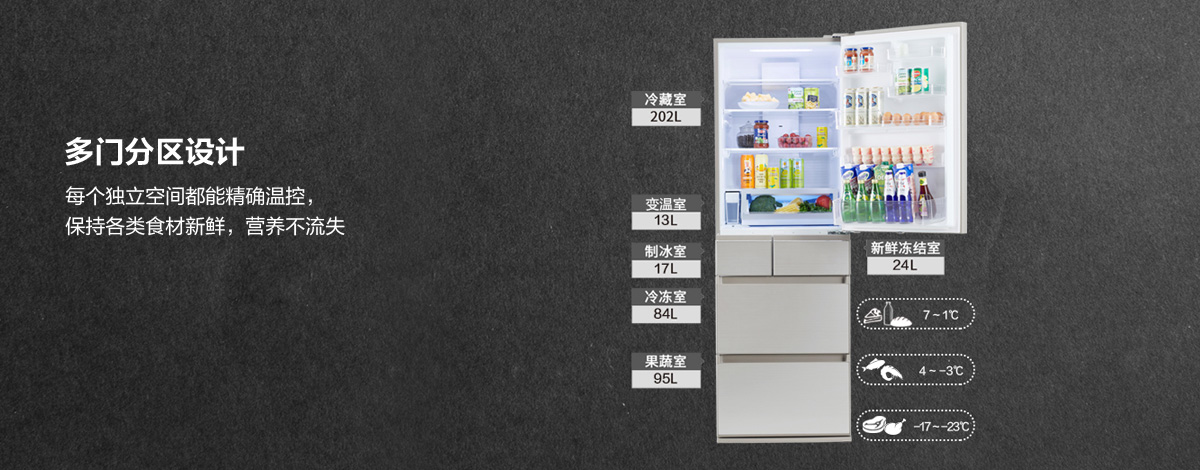 多门分区设计
每个独立空间都能精确温控，
保持各类食材新鲜，营养不流失
冷藏室
202L
变温室
13L
制冰室
17L
新鲜冻结室
24L
冷冻室
84L
7~1℃
果蔬室
95L
4~-3℃
-17~-23℃